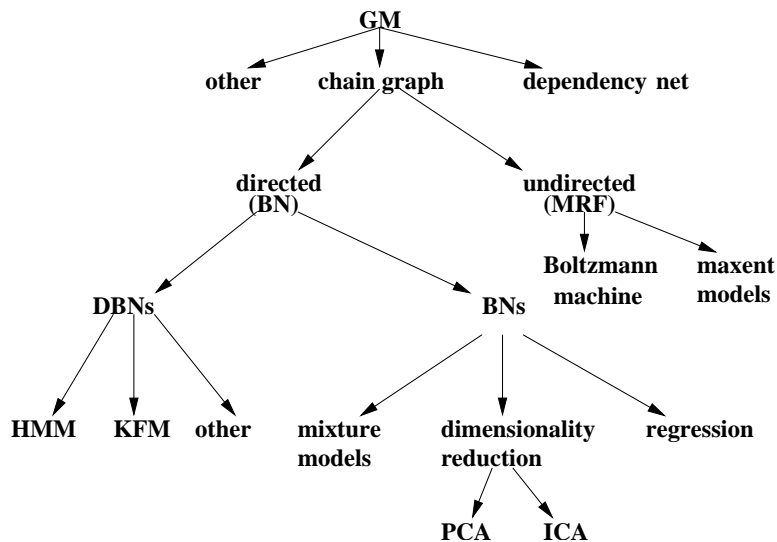 GM
other chain graph dependency net
directed undirected
(BN) (MRF)
Boltzmann maxent
machine models
DBNs BNs
HMM KFM other mixture dimensionality regression
models reduction
PCA ICA